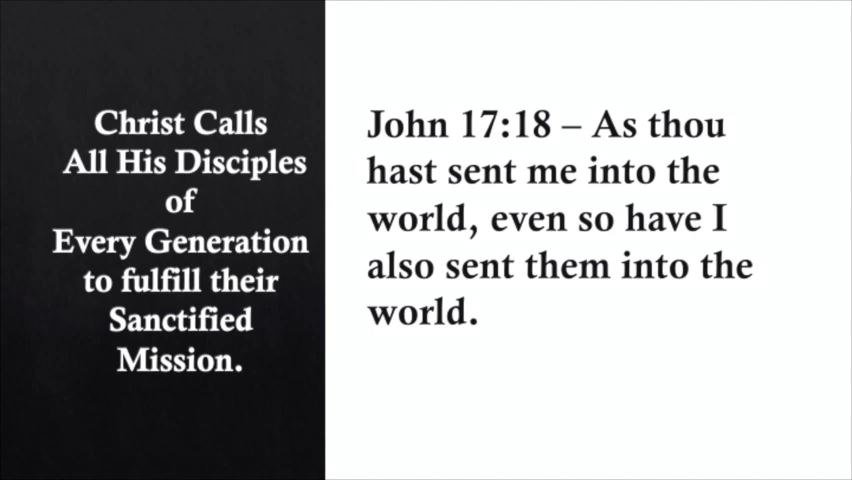 Christ Calls
All His Disciples
of
Every Generation
to fulfill their
Sanctified
Mission.
John 17:18 – As thou
hast sent me into the
world, even so have I
also sent them into the
world.